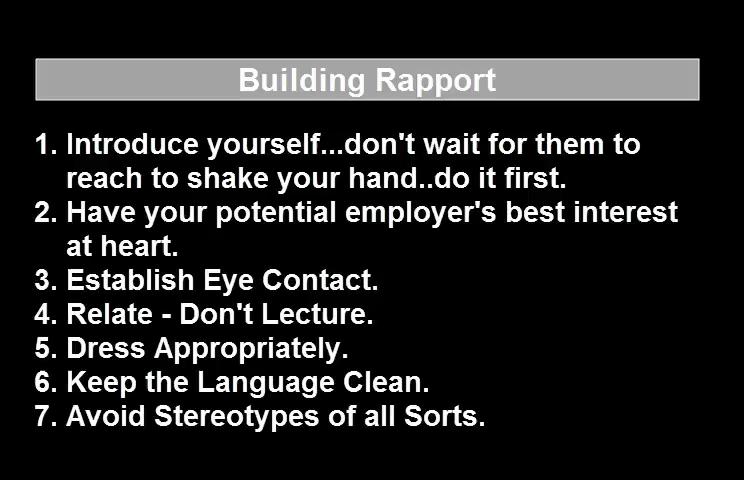 Building Rapport
1. Introduce yourself...don't wait for them to
reach to shake your hand..do it first.
2. Have your potential employer's best interest
at heart.
3. Establish Eye Contact.
4. Relate - Don't Lecture.
5. Dress Appropriately.
6. Keep the Language Clean.
7. Avoid Stereotypes of all Sorts.